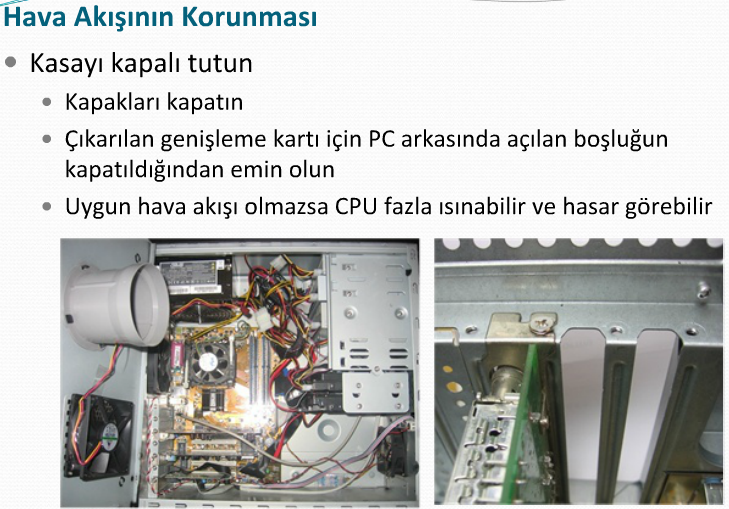 Hava Akışının Korunması
Kasayı kapalı tutun
Kapakları kapatın
Çıkarılan genişleme kartı için PC arkasında açılan boşluğun
kapatıldığından emin olun
Uygun hava akışı olmazsa CPU fazla ısınabilir ve hasar görebilir